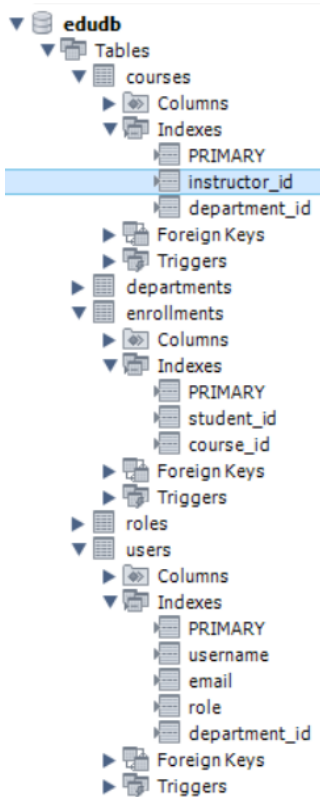 edudb
Tables
courses
Columns
Indexes
PRIMARY
instructor_id
department_id
Foreign Keys
Triggers
departments
enrollments
Columns
Indexes
PRIMARY
student_id
course_id
Foreign Keys
Triggers
roles
users
Columns
Indexes
PRIMARY
username
email
role
department_id
Foreign Keys
Triggers